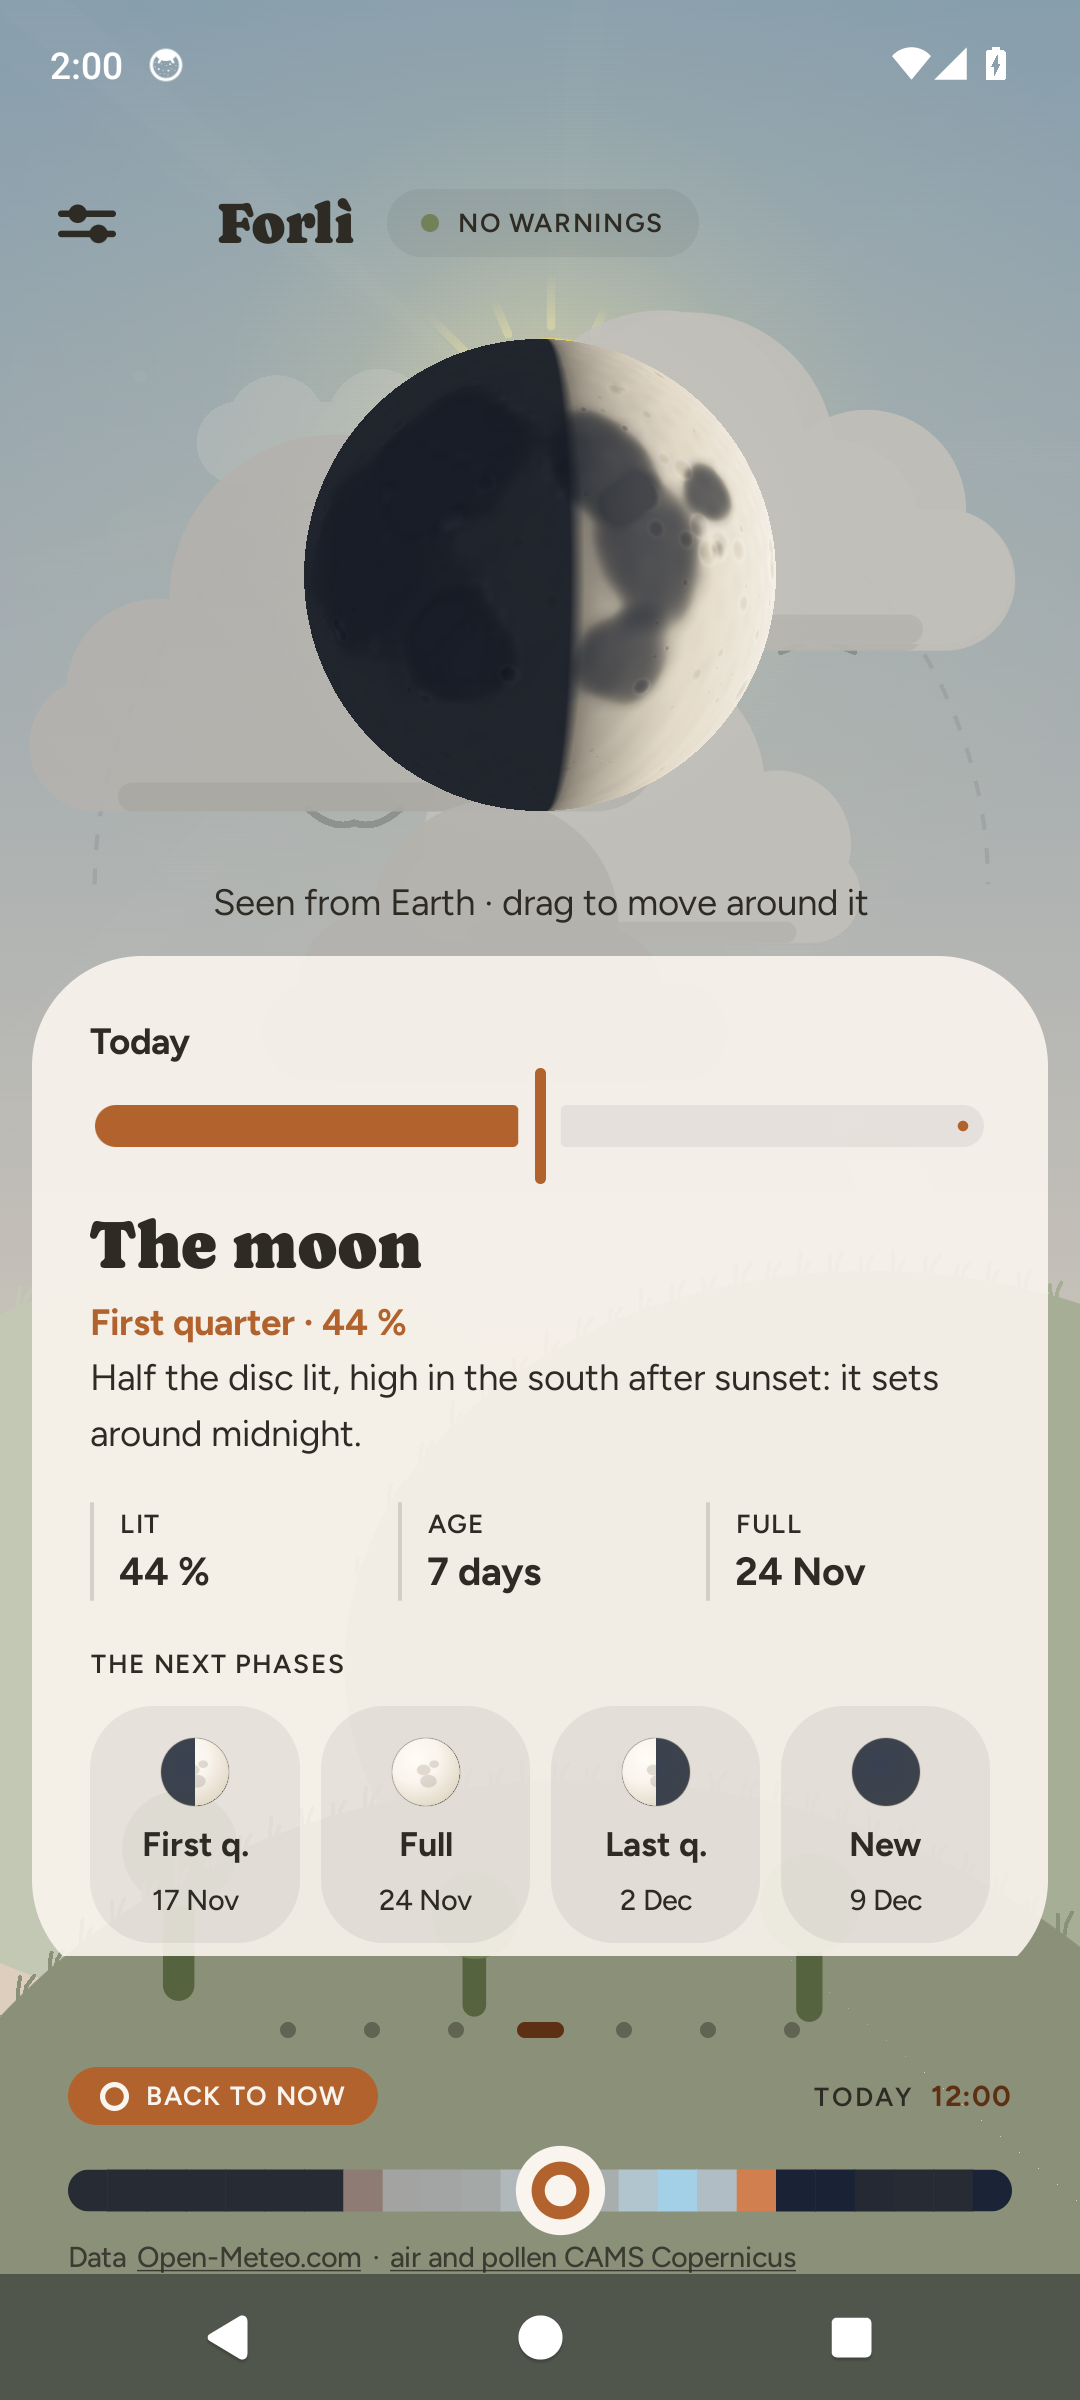 2:00
Forlì
NO WARNINGS
Seen from Earth · drag to move around it
Today
The moon
First quarter · 44 %
Half the disc lit, high in the south after sunset: it sets
around midnight.
LIT
44 %
AGE
7 days
FULL
24 Nov
THE NEXT PHASES
First q.
17 Nov
Full
24 Nov
Last q.
2 Dec
New
9 Dec
BACK TO NOW
TODAY 12:00
Data Open-Meteo.com · air and pollen CAMS Copernicus